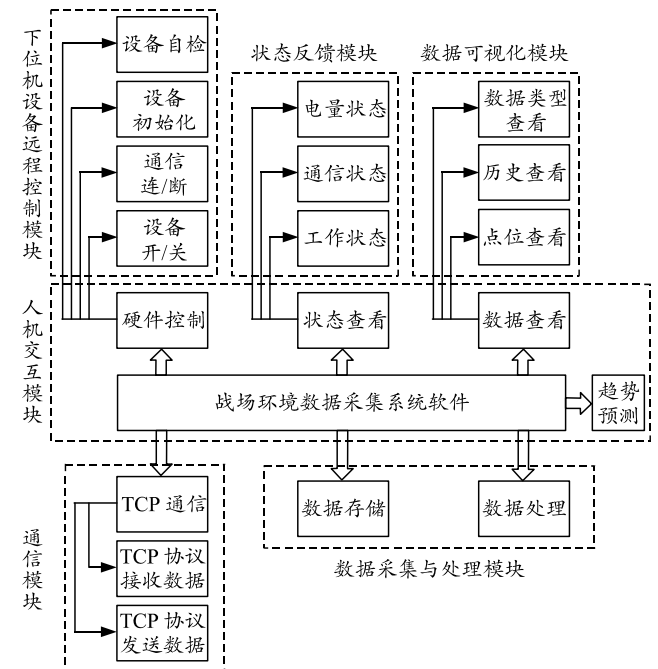 下位机设备远程控制模块
设备自检
设备
初始化
通信
连/断
设备
开/关
状态反馈模块
电量状态
通信状态
工作状态
数据可视化模块
数据类型
查看
历史查看
点位查看
人机交互模块
硬件控制
状态查看
数据查看
战场环境数据采集系统软件
趋势
预测
通信模块
TCP 通信
TCP 协议
接收数据
TCP 协议
发送数据
数据存储
数据处理
数据采集与处理模块